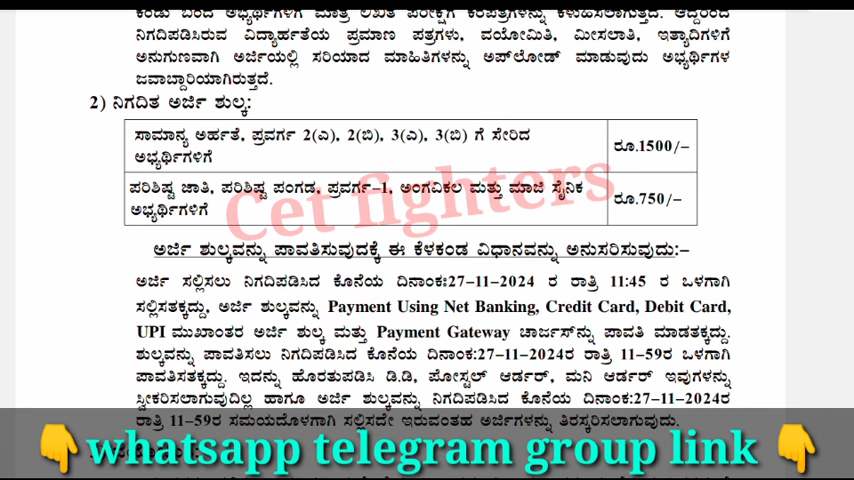 ಕಂಡು ಬಂದ ಅಭ್ಯರ್ಥಿಗಳಿಗೆ ಮಾತ್ರ ಲಿಖಿತ ಪರೀಕ್ಷೆಗೆ ಕರೆಪತ್ರಗಳನ್ನು ಕಳುಹಿಸಲಾಗುತ್ತದೆ. ಆದ್ದರಿಂದ
ನಿಗದಿಪಡಿಸಿರುವ ವಿದ್ಯಾರ್ಹತೆಯ ಪ್ರಮಾಣ ಪತ್ರಗಳು, ವಯೋಮಿತಿ, ಮೀಸಲಾತಿ, ಇತ್ಯಾದಿಗಳಿಗೆ
ಅನುಗುಣವಾಗಿ ಅರ್ಜಿಯಲ್ಲಿ ಸರಿಯಾದ ಮಾಹಿತಿಗಳನ್ನು ಅಪ್‌ಲೋಡ್ ಮಾಡುವುದು ಅಭ್ಯರ್ಥಿಗಳ
ಜವಾಬ್ದಾರಿಯಾಗಿರುತ್ತದೆ.
2) ನಿಗದಿತ ಅರ್ಜಿ ಶುಲ್ಕ:
ಸಾಮಾನ್ಯ ಅರ್ಹತೆ, ಪ್ರವರ್ಗ 2(ಎ), 2(ಬಿ), 3(ಎ), 3(ಬಿ) ಗೆ ಸೇರಿದ
ಅಭ್ಯರ್ಥಿಗಳಿಗೆ
ರೂ.1500/–
ಪರಿಶಿಷ್ಟ ಜಾತಿ, ಪರಿಶಿಷ್ಟ ಪಂಗಡ, ಪ್ರವರ್ಗ–1, ಅಂಗವಿಕಲ ಮತ್ತು ಮಾಜಿ ಸೈನಿಕ
ಅಭ್ಯರ್ಥಿಗಳಿಗೆ
ರೂ.750/–
Cet fighters
ಅರ್ಜಿ ಶುಲ್ಕವನ್ನು ಪಾವತಿಸುವುದಕ್ಕೆ ಈ ಕೆಳಕಂಡ ವಿಧಾನವನ್ನು ಅನುಸರಿಸುವುದು:–
ಅರ್ಜಿ ಸಲ್ಲಿಸಲು ನಿಗದಿಪಡಿಸಿದ ಕೊನೆಯ ದಿನಾಂಕ:27–11–2024 ರ ರಾತ್ರಿ 11:45 ರ ಒಳಗಾಗಿ
ಸಲ್ಲಿಸತಕ್ಕದ್ದು, ಅರ್ಜಿ ಶುಲ್ಕವನ್ನು Payment Using Net Banking, Credit Card, Debit Card,
UPI ಮುಖಾಂತರ ಅರ್ಜಿ ಶುಲ್ಕ ಮತ್ತು Payment Gateway ಚಾರ್ಜಸ್‌ನ್ನು ಪಾವತಿ ಮಾಡತಕ್ಕದ್ದು.
ಶುಲ್ಕವನ್ನು ಪಾವತಿಸಲು ನಿಗದಿಪಡಿಸಿದ ಕೊನೆಯ ದಿನಾಂಕ:27–11–2024ರ ರಾತ್ರಿ 11–59ರ ಒಳಗಾಗಿ
ಪಾವತಿಸತಕ್ಕದ್ದು. ಇದನ್ನು ಹೊರತುಪಡಿಸಿ ಡಿ.ಡಿ, ಪೋಸ್ಟಲ್ ಆರ್ಡರ್, ಮನಿ ಆರ್ಡರ್ ಇವುಗಳನ್ನು
ಸ್ವೀಕರಿಸಲಾಗುವುದಿಲ್ಲ ಹಾಗೂ ಅರ್ಜಿ ಶುಲ್ಕವನ್ನು ನಿಗದಿಪಡಿಸಿದ ಕೊನೆಯ ದಿನಾಂಕ:27–11–2024ರ
ರಾತ್ರಿ 11–59ರ ಸಮಯದೊಳಗಾಗಿ ಸಲ್ಲಿಸದೇ ಇರುವಂತಹ ಅರ್ಜಿಗಳನ್ನು ತಿರಸ್ಕರಿಸಲಾಗುವುದು.
👇whatsapp telegram group link 👇